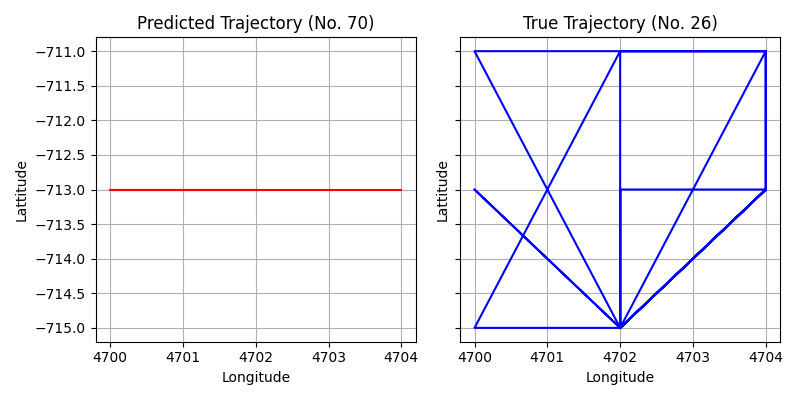 Predicted Trajectory (No. 70)
True Trajectory (No. 26)
Lattitude
−711.0
−711.5
−712.0
−712.5
−713.0
−713.5
−714.0
−714.5
−715.0
4700 4701 4702 4703 4704
Longitude
Lattitude
4700 4701 4702 4703 4704
Longitude